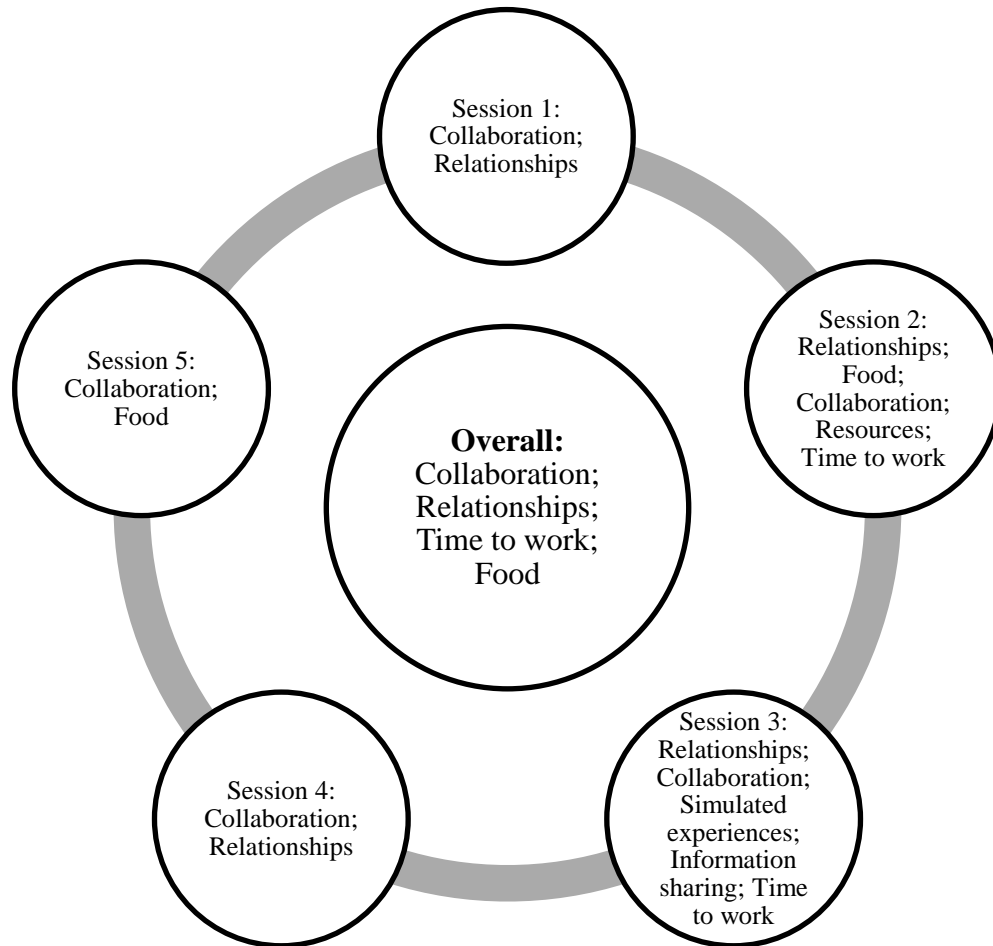 Session 1:
Collaboration;
Relationships
Session 2:
Relationships;
Food;
Collaboration;
Resources;
Time to work
Session 5:
Collaboration;
Food
Overall:
Collaboration;
Relationships;
Time to work;
Food
Session 3:
Relationships;
Collaboration;
Simulated
experiences;
Information
sharing; Time
to work
Session 4:
Collaboration;
Relationships